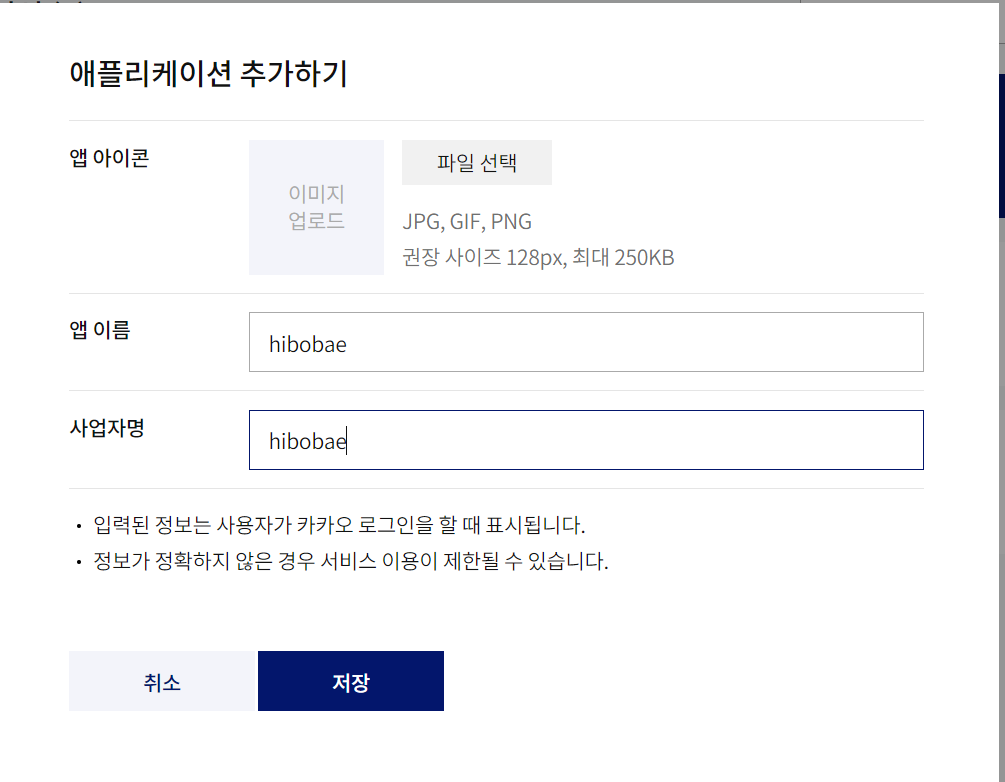 애플리케이션 추가하기
앱 아이콘
이미지
업로드
파일 선택
JPG, GIF, PNG
권장 사이즈 128px, 최대 250KB
앱 이름
hibobae
사업자명
hibobae
• 입력된 정보는 사용자가 카카오 로그인을 할 때 표시됩니다.
• 정보가 정확하지 않은 경우 서비스 이용이 제한될 수 있습니다.
취소
저장